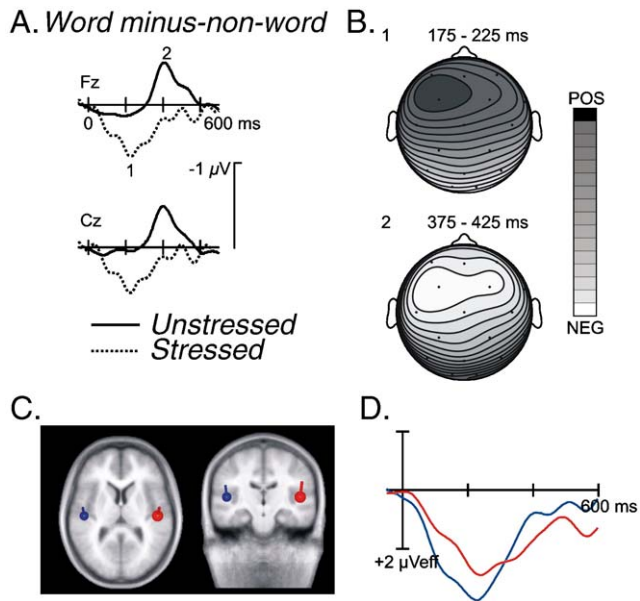 A. Word minus-non-word
Fz
2
0
600 ms
1
-1 µV
Cz
Unstressed
Stressed
B.
1 175 - 225 ms
POS
2 375 - 425 ms
NEG
C.
D.
600 ms
+2 µVeff